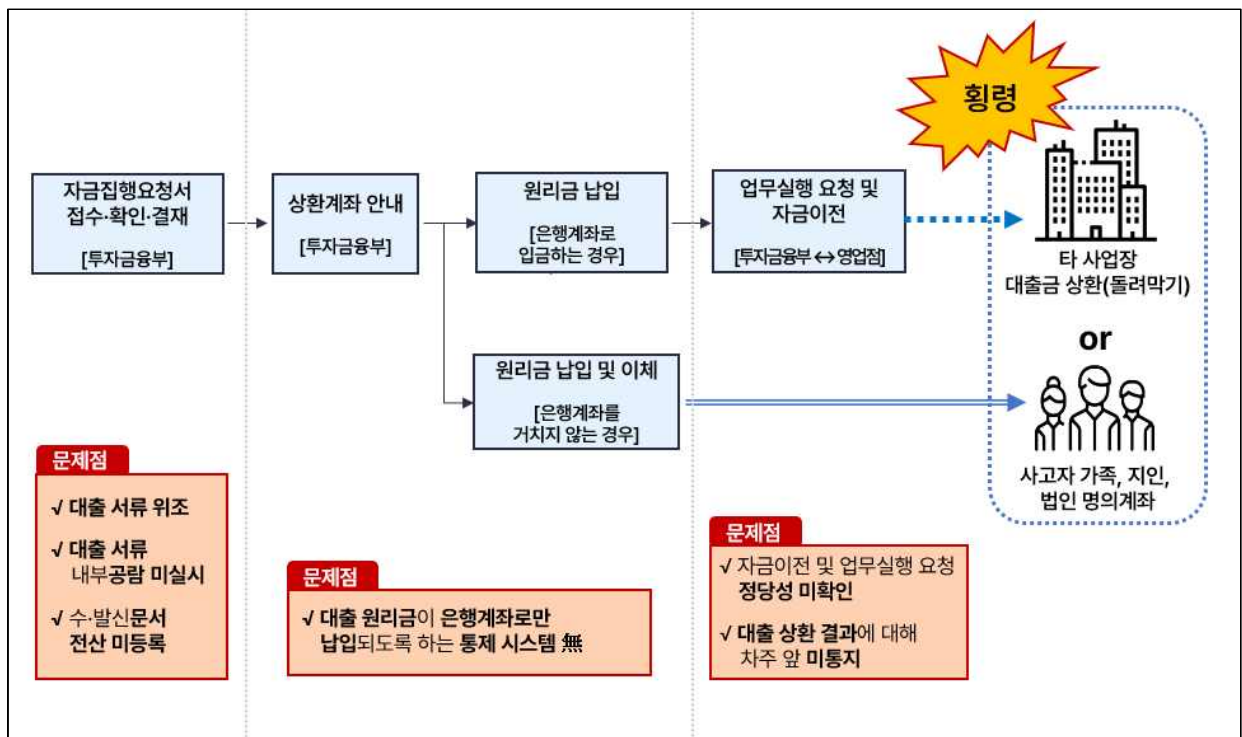 횡령
자금집행요청서
접수·확인·결재
[투자금융부]
상환계좌 안내
[투자금융부]
원리금 납입
[은행계좌로
입금하는 경우]
업무실행 요청 및
자금이전
[투자금융부↔영업점]
타 사업장
대출금 상환(돌려막기)
or
원리금 납입 및 이체
[은행계좌를
거치지 않는 경우]
사고자 가족, 지인,
법인 명의계좌
문제점
√ 대출 서류 위조
√ 대출 서류
내부공람 미실시
√ 수·발신문서
전산 미등록
문제점
√ 대출 원리금이 은행계좌로만
납입되도록 하는 통제 시스템 無
문제점
√ 자금이전 및 업무실행 요청
정당성 미확인
√ 대출 상환 결과에 대해
차주 앞 미통지